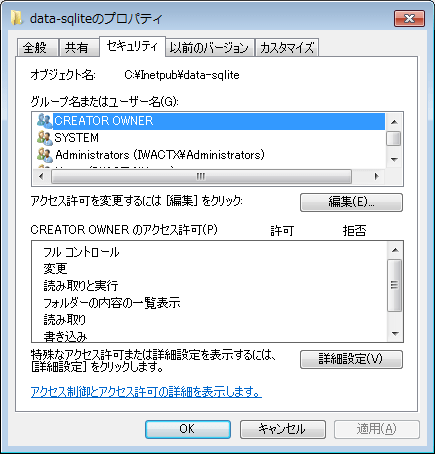 data-sqliteのプロパティ
全般 共有 セキュリティ 以前のバージョン カスタマイズ
オブジェクト名: C:¥Inetpub¥data-sqlite
グループ名またはユーザー名(G):
CREATOR OWNER
SYSTEM
Administrators (IWACTX¥Administrators)
アクセス許可を変更するには [編集] をクリック: 編集(E)...
CREATOR OWNER のアクセス許可(P) 許可 拒否
フル コントロール
変更
読み取りと実行
フォルダーの内容の一覧表示
読み取り
書き込み
特殊なアクセス許可または詳細設定を表示するには、
[詳細設定] をクリックします。 詳細設定(V)
アクセス制御とアクセス許可の詳細を表示します。
OK キャンセル 適用(A)